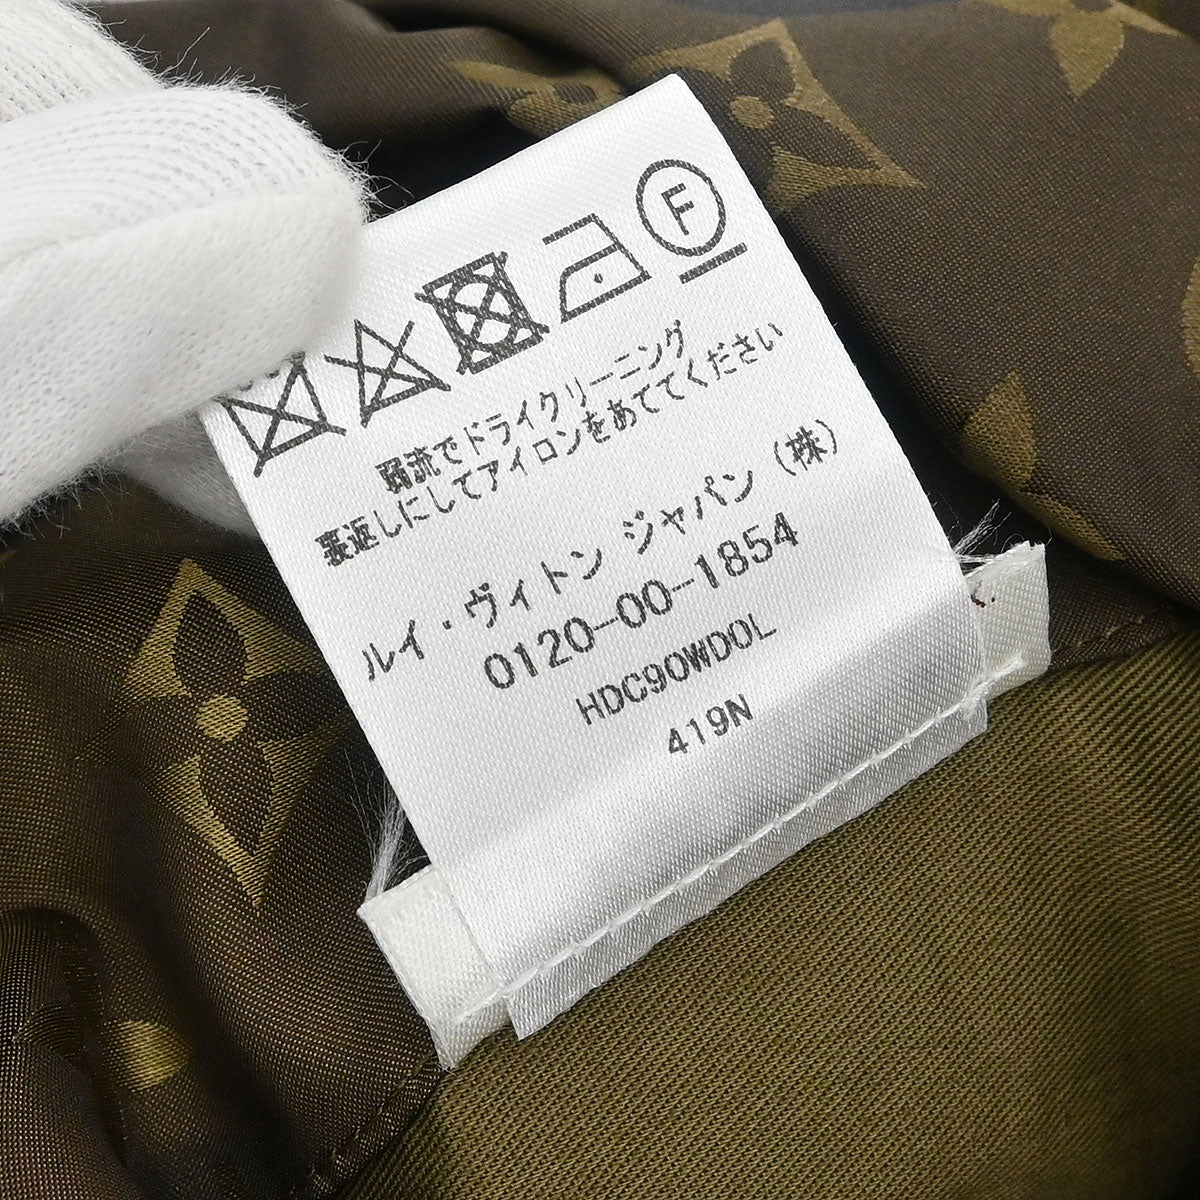 F
弱流でドライクリーニング
裏返しにしてアイロンをあててください
ルイ・ヴィトン ジャパン (株)
0120-00-1854
HDC90WDOL
419N